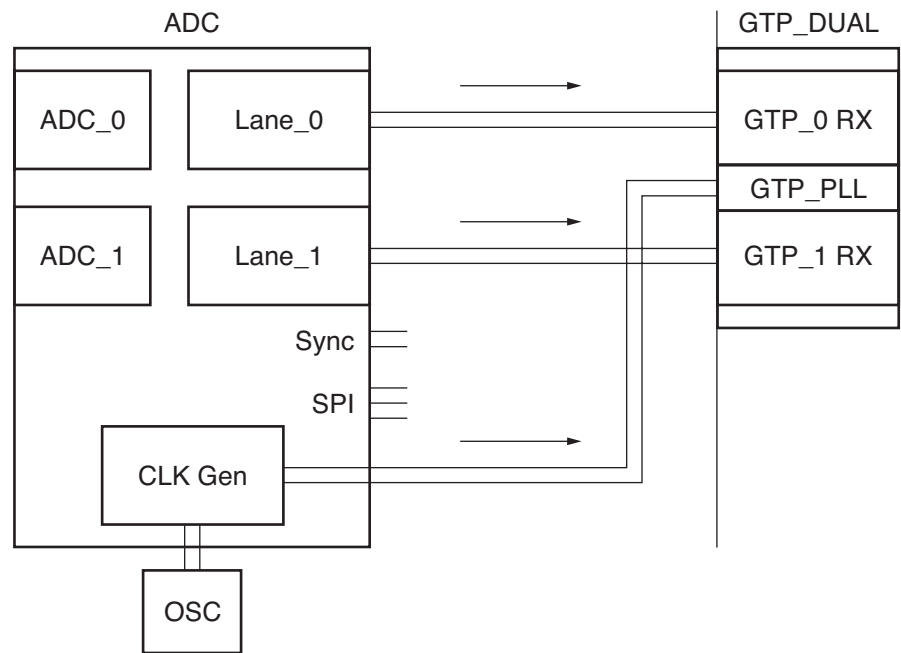 ADC
GTP_DUAL
ADC_0
Lane_0
GTP_0 RX
GTP_PLL
ADC_1
Lane_1
GTP_1 RX
Sync
SPI
CLK Gen
OSC